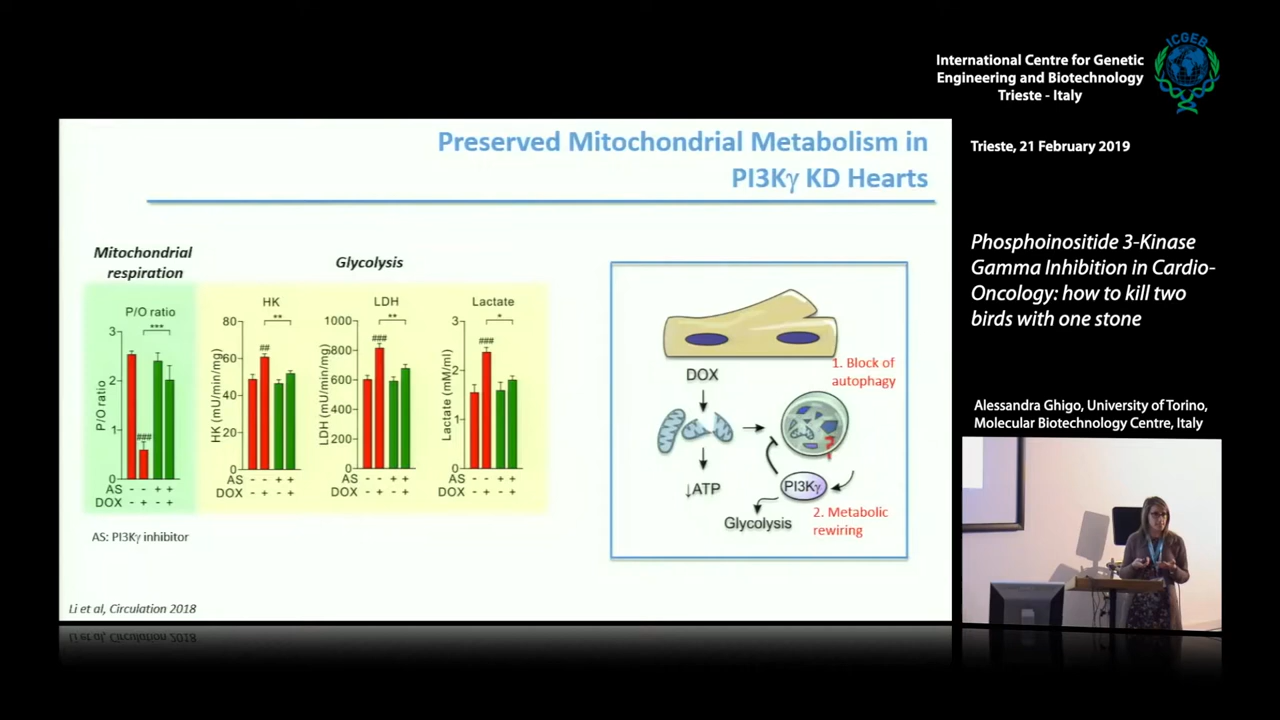 ICGEB
International Centre for Genetic
Engineering and Biotechnology
Trieste - Italy
Trieste, 21 February 2019
Preserved Mitochondrial Metabolism in
PI3Kγ KD Hearts
Mitochondrial
respiration
Glycolysis
P/O ratio
***
3
2
1
0
P/O ratio
###
AS - - + +
DOX - + - +
HK
**
80
60
40
20
0
HK (mU/min/mg)
##
AS - - + +
DOX - + - +
LDH
**
1000
800
600
400
200
0
LDH (mU/min/mg)
###
AS - - + +
DOX - + - +
Lactate
*
3
2
1
0
Lactate (mM/ml)
###
AS - - + +
DOX - + - +
AS: PI3Kγ inhibitor
DOX
1. Block of
autophagy
?
↓ATP
PI3Kγ
Glycolysis
2. Metabolic
rewiring
Li et al, Circulation 2018
Phosphoinositide 3-Kinase
Gamma Inhibition in Cardio-
Oncology: how to kill two
birds with one stone
Alessandra Ghigo, University of Torino,
Molecular Biotechnology Centre, Italy